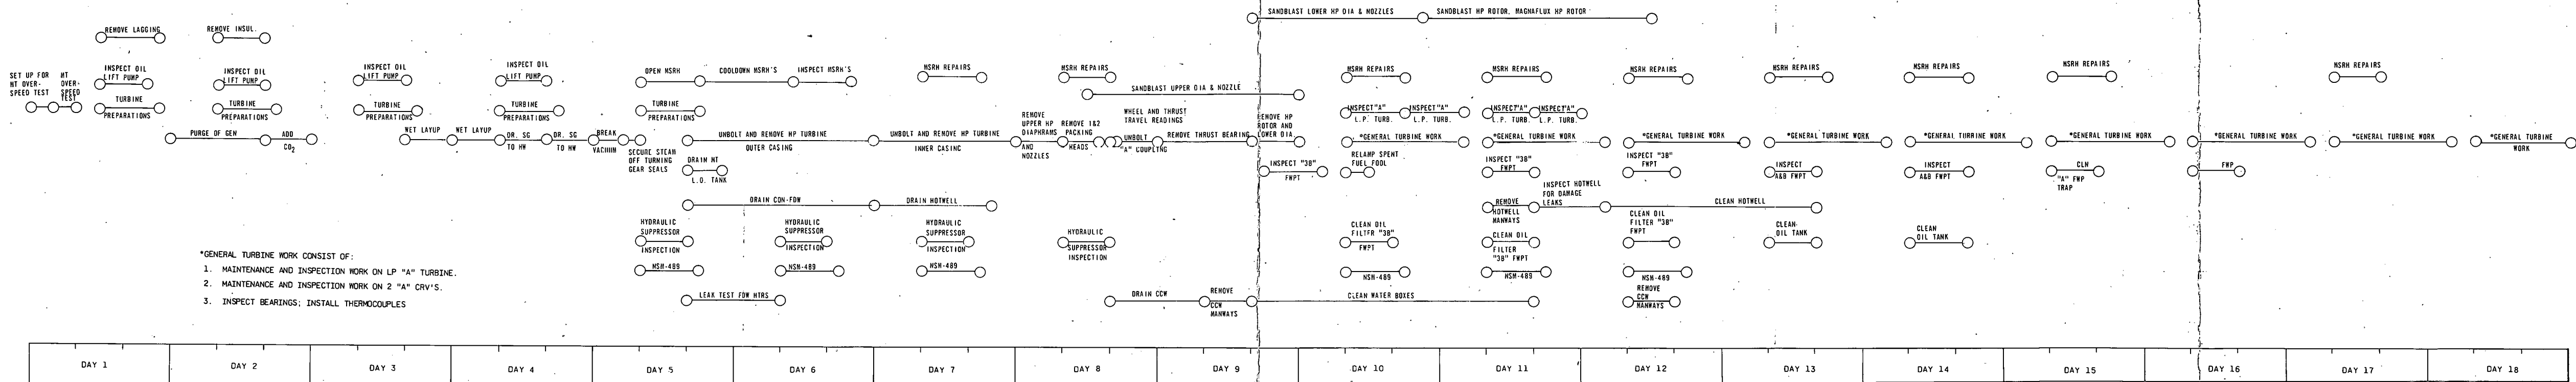 SANDBLAST LOWER HP DIA & NOZZLES
SANDBLAST HP ROTOR, MAGNAFLUX HP ROTOR
REMOVE LAGGING
REMOVE INSUL.
SET UP FOR
HT OVER-
SPEED TEST
HT
OVER-
SPEED
TEST
INSPECT OIL
LIFT PUMP
INSPECT OIL
LIFT PUMP
INSPECT OIL
LIFT PUMP
INSPECT OIL
LIFT PUMP
OPEN MSRH
COOLDOWN MSRH'S
INSPECT MSRH'S
MSRH REPAIRS
MSRH REPAIRS
MSRH REPAIRS
MSRH REPAIRS
MSRH REPAIRS
MSRH REPAIRS
MSRH REPAIRS
MSRH REPAIRS
MSRH REPAIRS
SANDBLAST UPPER DIA & NOZZLE
TURBINE
PREPARATIONS
TURBINE
PREPARATIONS
TURBINE
PREPARATIONS
TURBINE
PREPARATIONS
TURBINE
PREPARATIONS
INSPECT "A"
L.P. TURB.
INSPECT "A"
L.P. TURB.
INSPECT "A"
L.P. TURB.
INSPECT "A"
L.P. TURB.
PURGE OF GEN
ADD
CO2
WET LAYUP
WET LAYUP
DR. SG
TO HW
DR. SG
TO HW
BREAK
VACUUM
SECURE STEAM
OFF TURNING
GEAR SEALS
UNBOLT AND REMOVE HP TURBINE
OUTER CASING
UNBOLT AND REMOVE HP TURBINE
INNER CASING
REMOVE
UPPER HP
DIAPHRAMS
AND
NOZZLES
REMOVE 1&2
PACKING
HEADS
WHEEL AND THRUST
TRAVEL READINGS
UNBOLT
"A" COUPLING
REMOVE THRUST BEARING
REMOVE HP
ROTOR AND
LOWER DIA.
*GENERAL TURBINE WORK
*GENERAL TURBINE WORK
*GENERAL TURBINE WORK
*GENERAL TURBINE WORK
*GENERAL TURBINE WORK
*GENERAL TURBINE WORK
*GENERAL TURBINE WORK
*GENERAL TURBINE WORK
*GENERAL TURBINE
WORK
DRAIN MT
L.O. TANK
INSPECT "3B"
FWPT
RELAMP SPENT
FUEL POOL
INSPECT "3B"
FWPT
INSPECT "3B"
FWPT
INSPECT
A&B FWPT
INSPECT
A&B FWPT
CLN
"A" FWP
TRAP
FWP
DRAIN CON-FDW
DRAIN HOTWELL
REMOVE
HOTWELL
MANWAYS
INSPECT HOTWELL
FOR DAMAGE
LEAKS
CLEAN HOTWELL
HYDRAULIC
SUPPRESSOR
INSPECTION
HYDRAULIC
SUPPRESSOR
INSPECTION
HYDRAULIC
SUPPRESSOR
INSPECTION
HYDRAULIC
SUPPRESSOR
INSPECTION
CLEAN OIL
FILTER "3B"
FWPT
CLEAN OIL
FILTER
"3B" FWPT
CLEAN OIL
FILTER "3B"
FWPT
CLEAN
OIL TANK
CLEAN
OIL TANK
NSM-489
NSM-489
NSM-489
NSM-489
NSM-489
NSM-489
LEAK TEST FDW HTRS
DRAIN CCW
REMOVE
CCW
MANWAYS
CLEAN WATER BOXES
REMOVE
CCW
MANWAYS
*GENERAL TURBINE WORK CONSIST OF:
1. MAINTENANCE AND INSPECTION WORK ON LP "A" TURBINE.
2. MAINTENANCE AND INSPECTION WORK ON 2 "A" CRV'S.
3. INSPECT BEARINGS; INSTALL THERMOCOUPLES
DAY 1
DAY 2
DAY 3
DAY 4
DAY 5
DAY 6
DAY 7
DAY 8
DAY 9
DAY 10
DAY 11
DAY 12
DAY 13
DAY 14
DAY 15
DAY 16
DAY 17
DAY 18